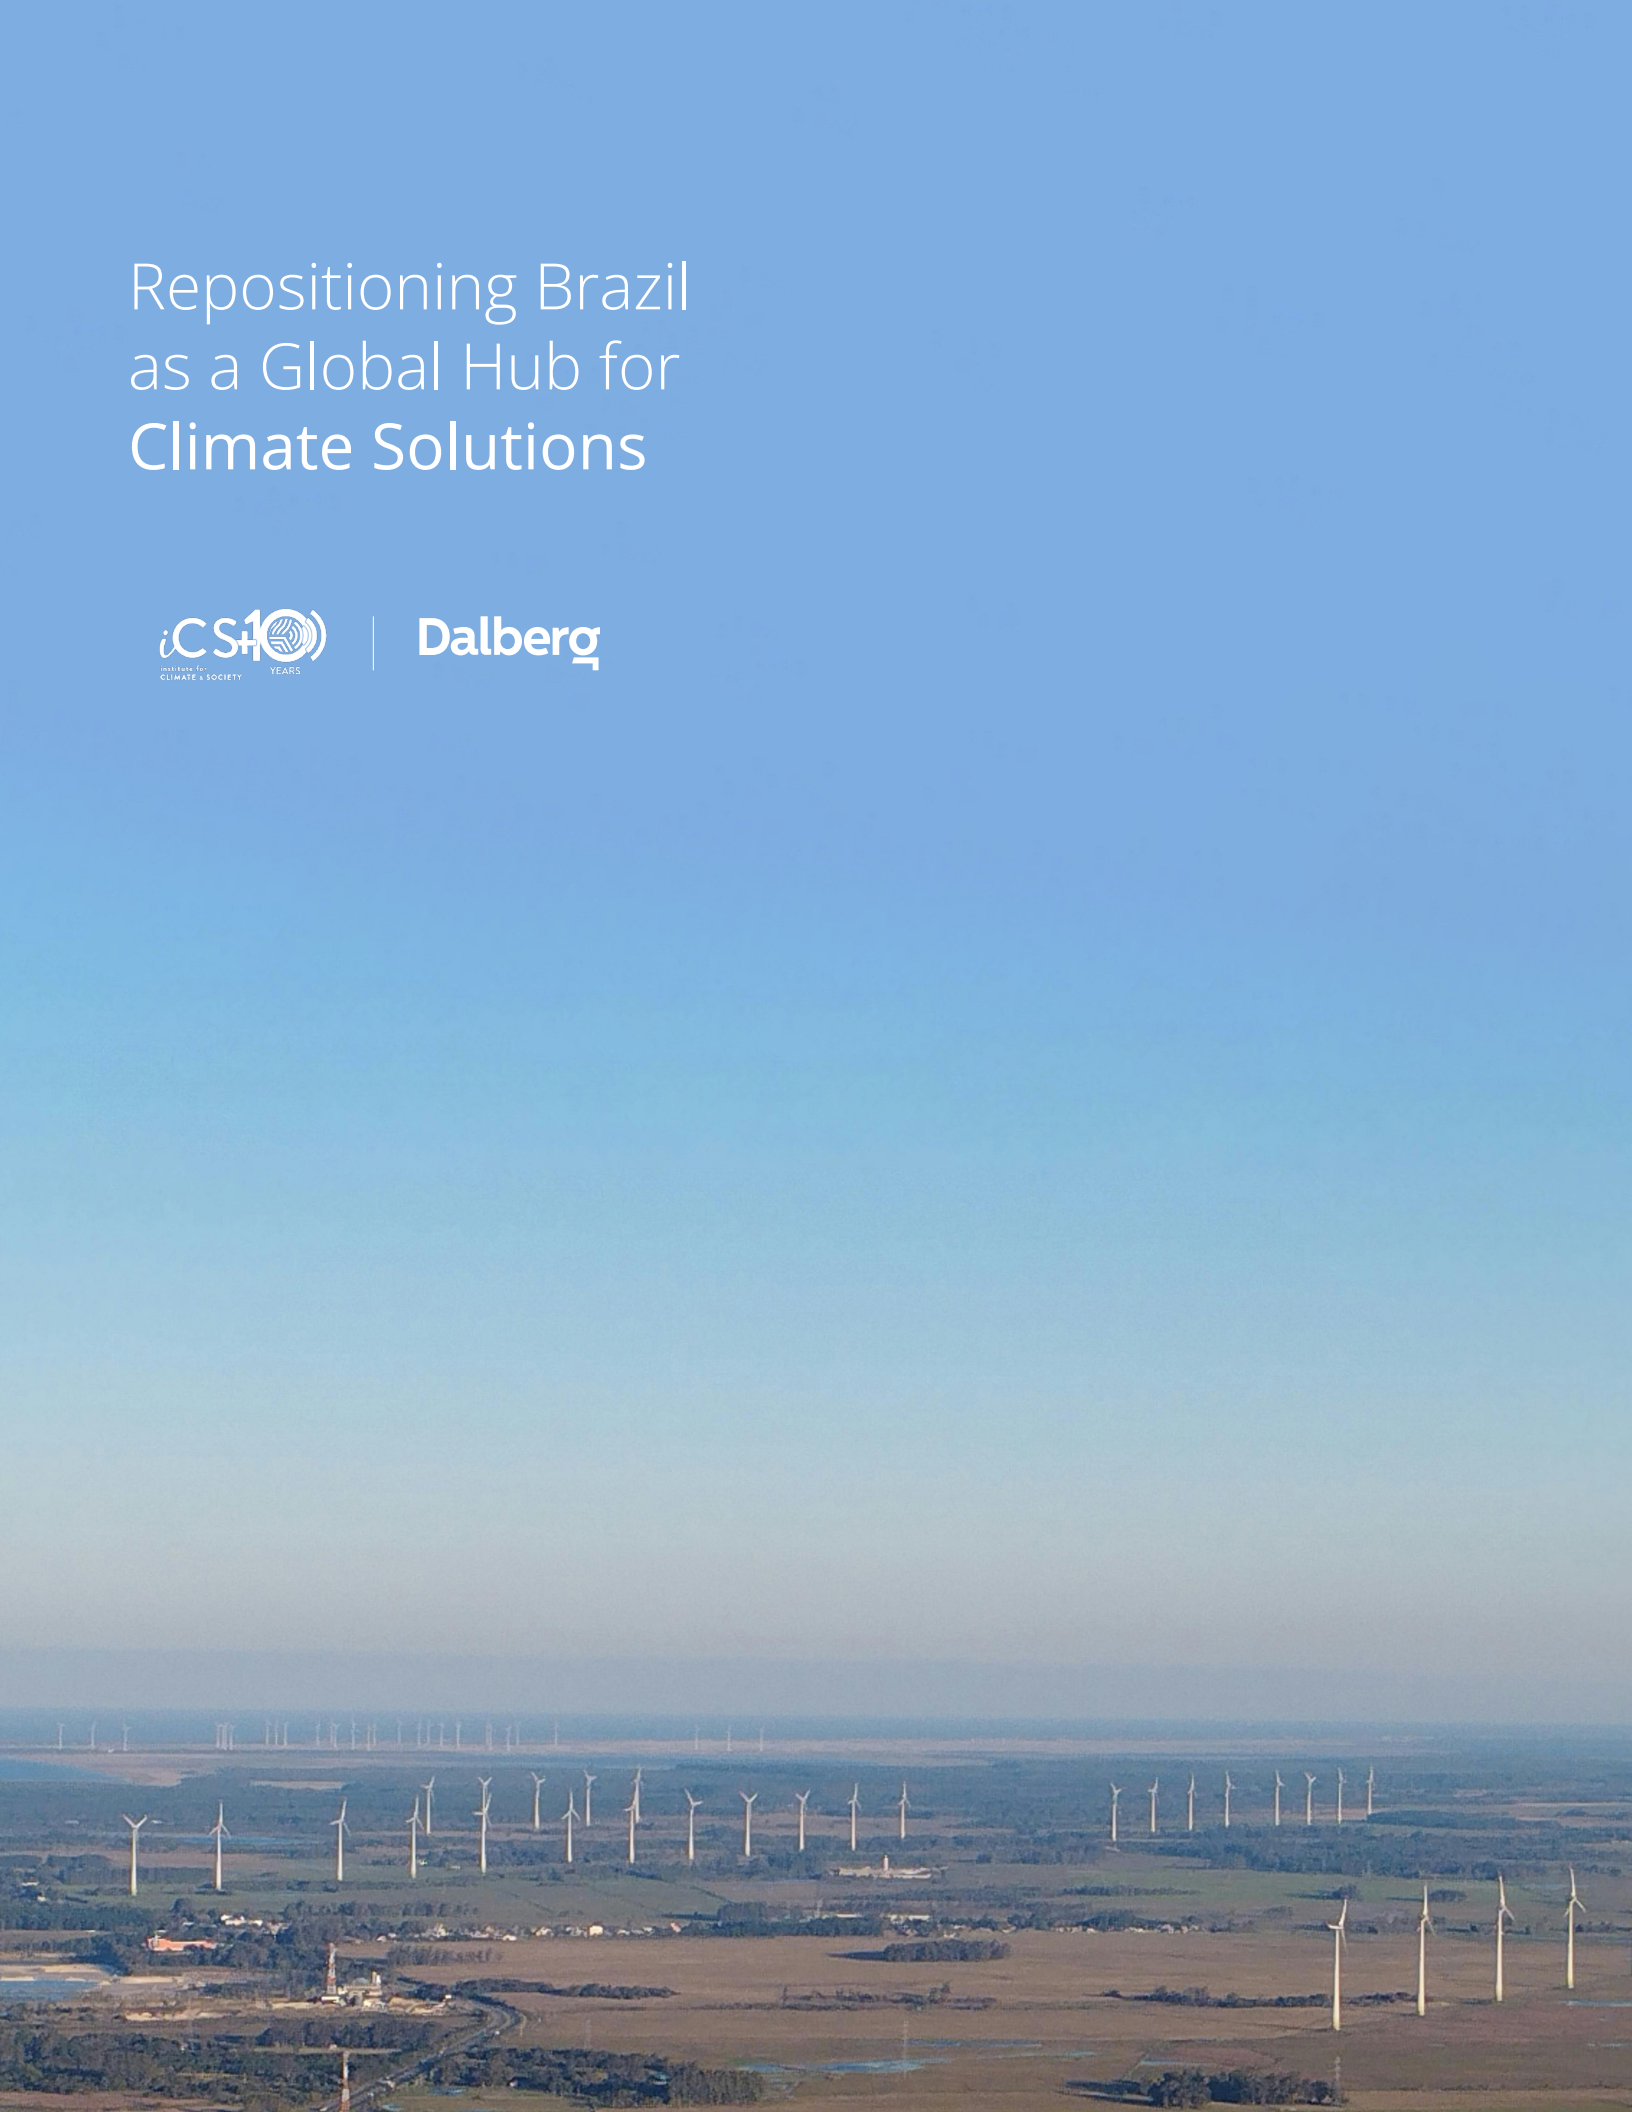 Repositioning Brazil
as a Global Hub for
Climate Solutions
iCS+10
institute for
CLIMATE & SOCIETY
YEARS
Dalberg